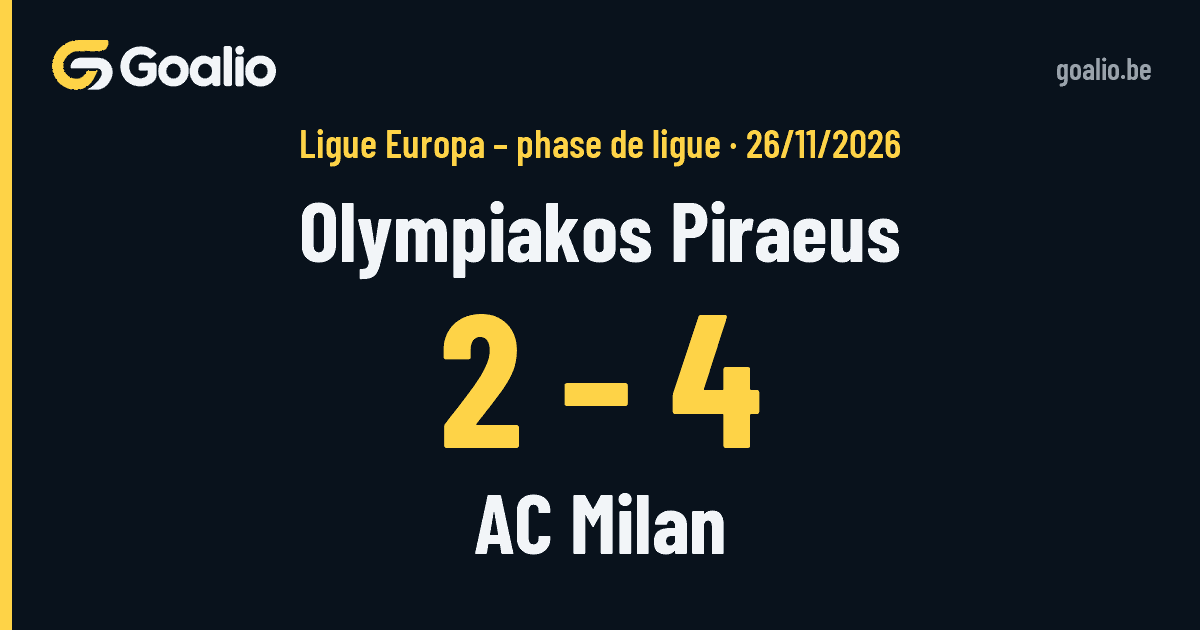 Goalio
goalio.be
Ligue Europa – phase de ligue · 26/11/2026
Olympiakos Piraeus
2 – 4
AC Milan